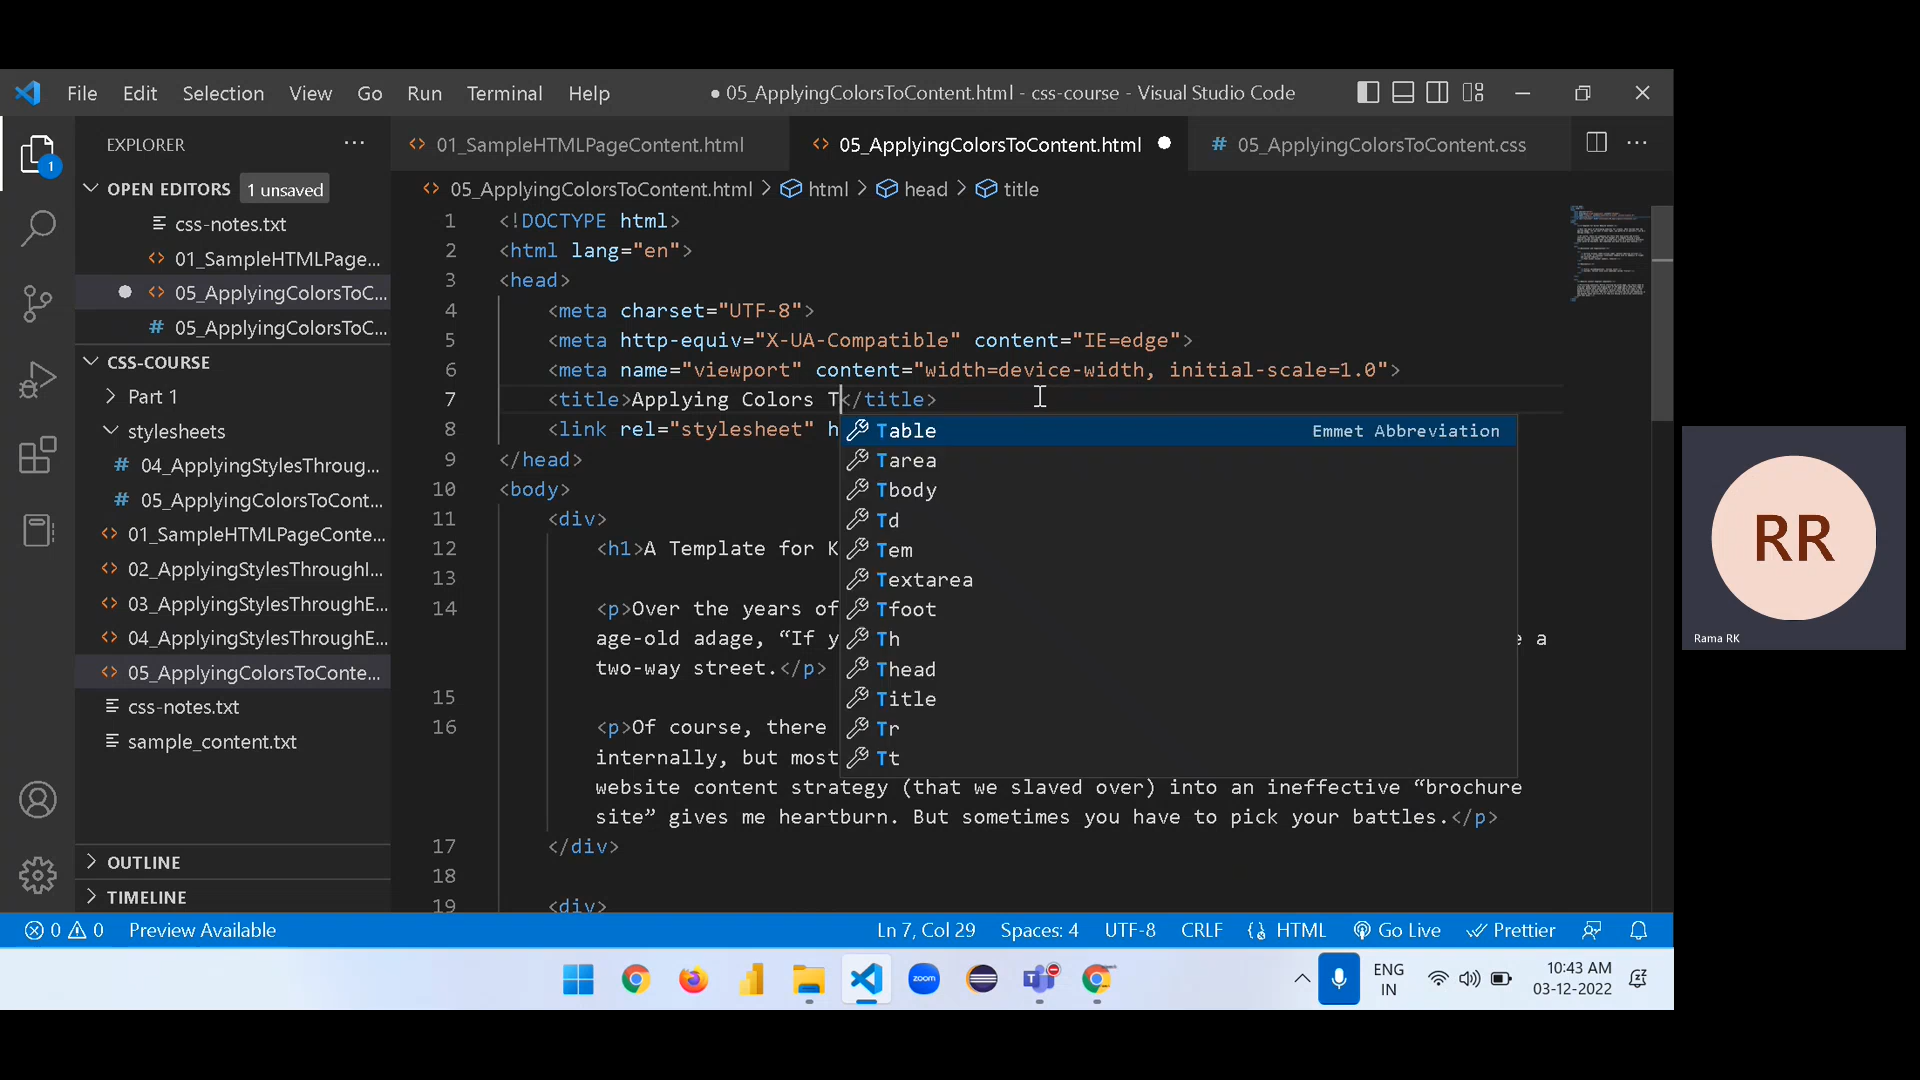 File Edit Selection View Go Run Terminal Help ● 05_ApplyingColorsToContent.html - css-course - Visual Studio Code
EXPLORER ···
01_SampleHTMLPageContent.html 05_ApplyingColorsToContent.html ● # 05_ApplyingColorsToContent.css ···
1
OPEN EDITORS 1 unsaved
css-notes.txt
01_SampleHTMLPage...
05_ApplyingColorsToC...
# 05_ApplyingColorsToC...
CSS-COURSE
Part 1
stylesheets
# 04_ApplyingStylesThroug...
# 05_ApplyingColorsToCont...
01_SampleHTMLPageConte...
02_ApplyingStylesThroughI...
03_ApplyingStylesThroughE...
04_ApplyingStylesThroughE...
05_ApplyingColorsToConte...
css-notes.txt
sample_content.txt
OUTLINE
TIMELINE
05_ApplyingColorsToContent.html > html > head > title
1 <!DOCTYPE html>
2 <html lang="en">
3 <head>
4 <meta charset="UTF-8">
5 <meta http-equiv="X-UA-Compatible" content="IE=edge">
6 <meta name="viewport" content="width=device-width, initial-scale=1.0">
7 <title>Applying Colors T</title>
8 <link rel="stylesheet" h
9 </head>
10 <body>
11 <div>
12 <h1>A Template for K
13
14 <p>Over the years of
age-old adage, “If y e a
two-way street.</p>
15
16 <p>Of course, there
internally, but most
website content strategy (that we slaved over) into an ineffective “brochure
site” gives me heartburn. But sometimes you have to pick your battles.</p>
17 </div>
18
19 <div>
Table Emmet Abbreviation
Tarea
Tbody
Td
Tem
Textarea
Tfoot
Th
Thead
Title
Tr
Tt
RR
Rama RK
0 0 Preview Available Ln 7, Col 29 Spaces: 4 UTF-8 CRLF HTML Go Live Prettier
zoom
ENG
IN
10:43 AM
03-12-2022